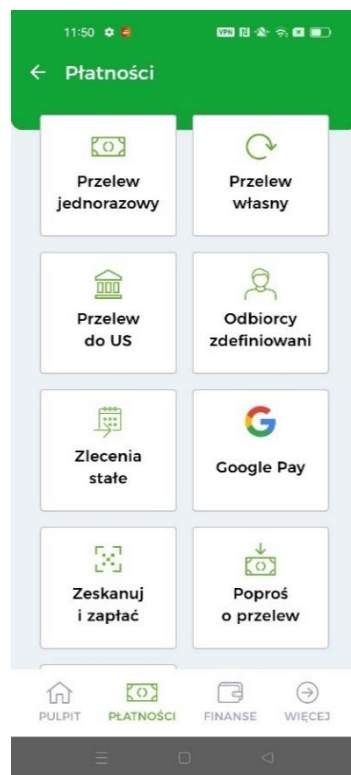 11:50
VPN
Płatności
Przelew
jednorazowy
Przelew
własny
Przelew
do US
Odbiorcy
zdefiniowani
Zlecenia
stałe
Google Pay
Zeskanuj
i zapłać
Poproś
o przelew
PULPIT
PŁATNOŚCI
FINANSE
WIĘCEJ